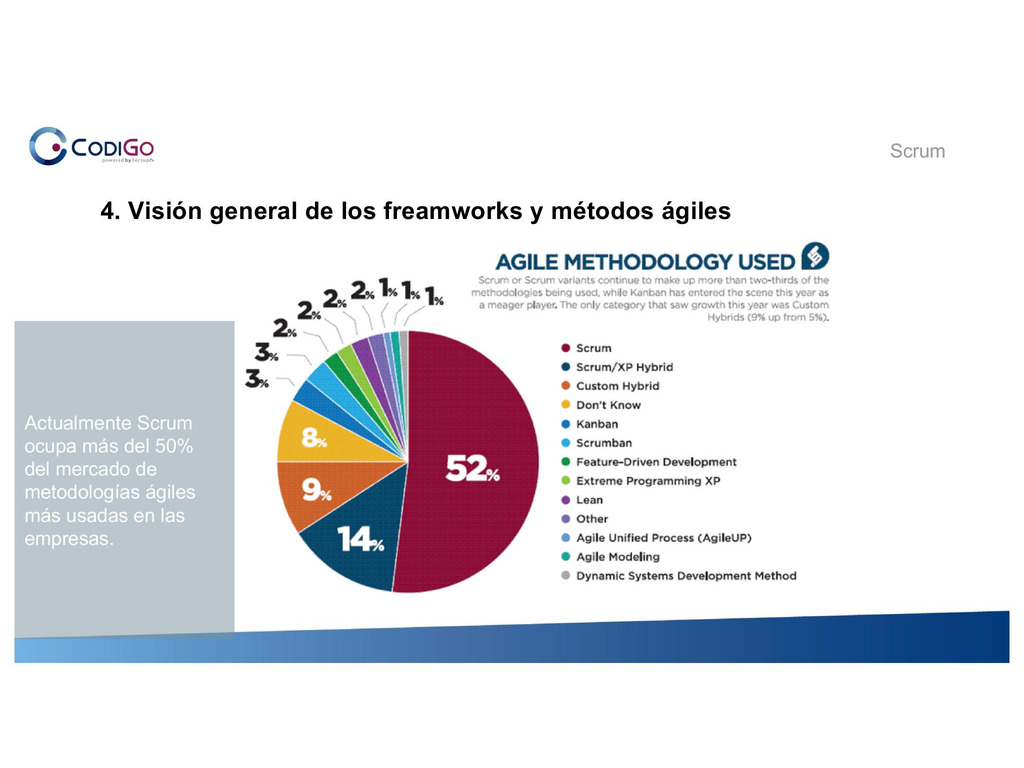 CODIGO
powered by Tecsup
Scrum
4. Visión general de los freamworks y métodos ágiles
AGILE METHODOLOGY USED
Scrum or Scrum variants continue to make up more than two-thirds of the
methodologies being used, while Kanban has entered the scene this year as
a meager player. The only category that saw growth this year was Custom
Hybrids (9% up from 5%).
1%
1%
1%
2%
2%
2%
2%
3%
3%
8%
9%
14%
52%
Scrum
Scrum/XP Hybrid
Custom Hybrid
Don't Know
Kanban
Scrumban
Feature-Driven Development
Extreme Programming XP
Lean
Other
Agile Unified Process (AgileUP)
Agile Modeling
Dynamic Systems Development Method
Actualmente Scrum
ocupa más del 50%
del mercado de
metodologías ágiles
más usadas en las
empresas.